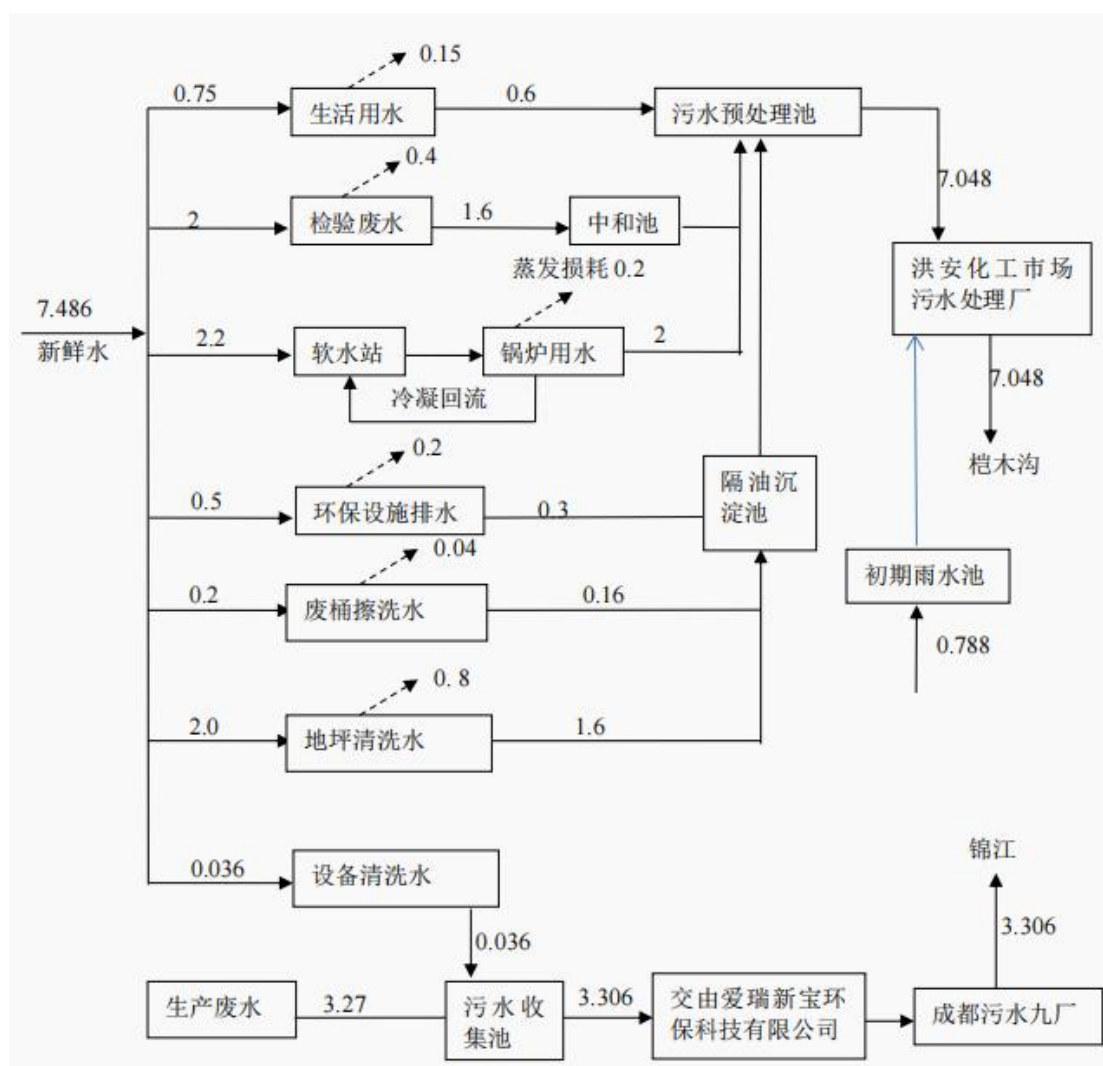 0.15
0.75
生活用水
0.6
污水预处理池
0.4
7.048
2
检验废水
1.6
中和池
洪安化工市场
污水处理厂
蒸发损耗 0.2
7.486
新鲜水
2.2
软水站
锅炉用水
2
冷凝回流
7.048
桤木沟
0.2
0.5
环保设施排水
0.3
隔油沉
淀池
0.04
初期雨水池
0.2
废桶擦洗水
0.16
0.788
0. 8
2.0
地坪清洗水
1.6
0.036
设备清洗水
锦江
0.036
3.306
生产废水
3.27
污水收
集池
3.306
交由爱瑞新宝环
保科技有限公司
成都污水九厂